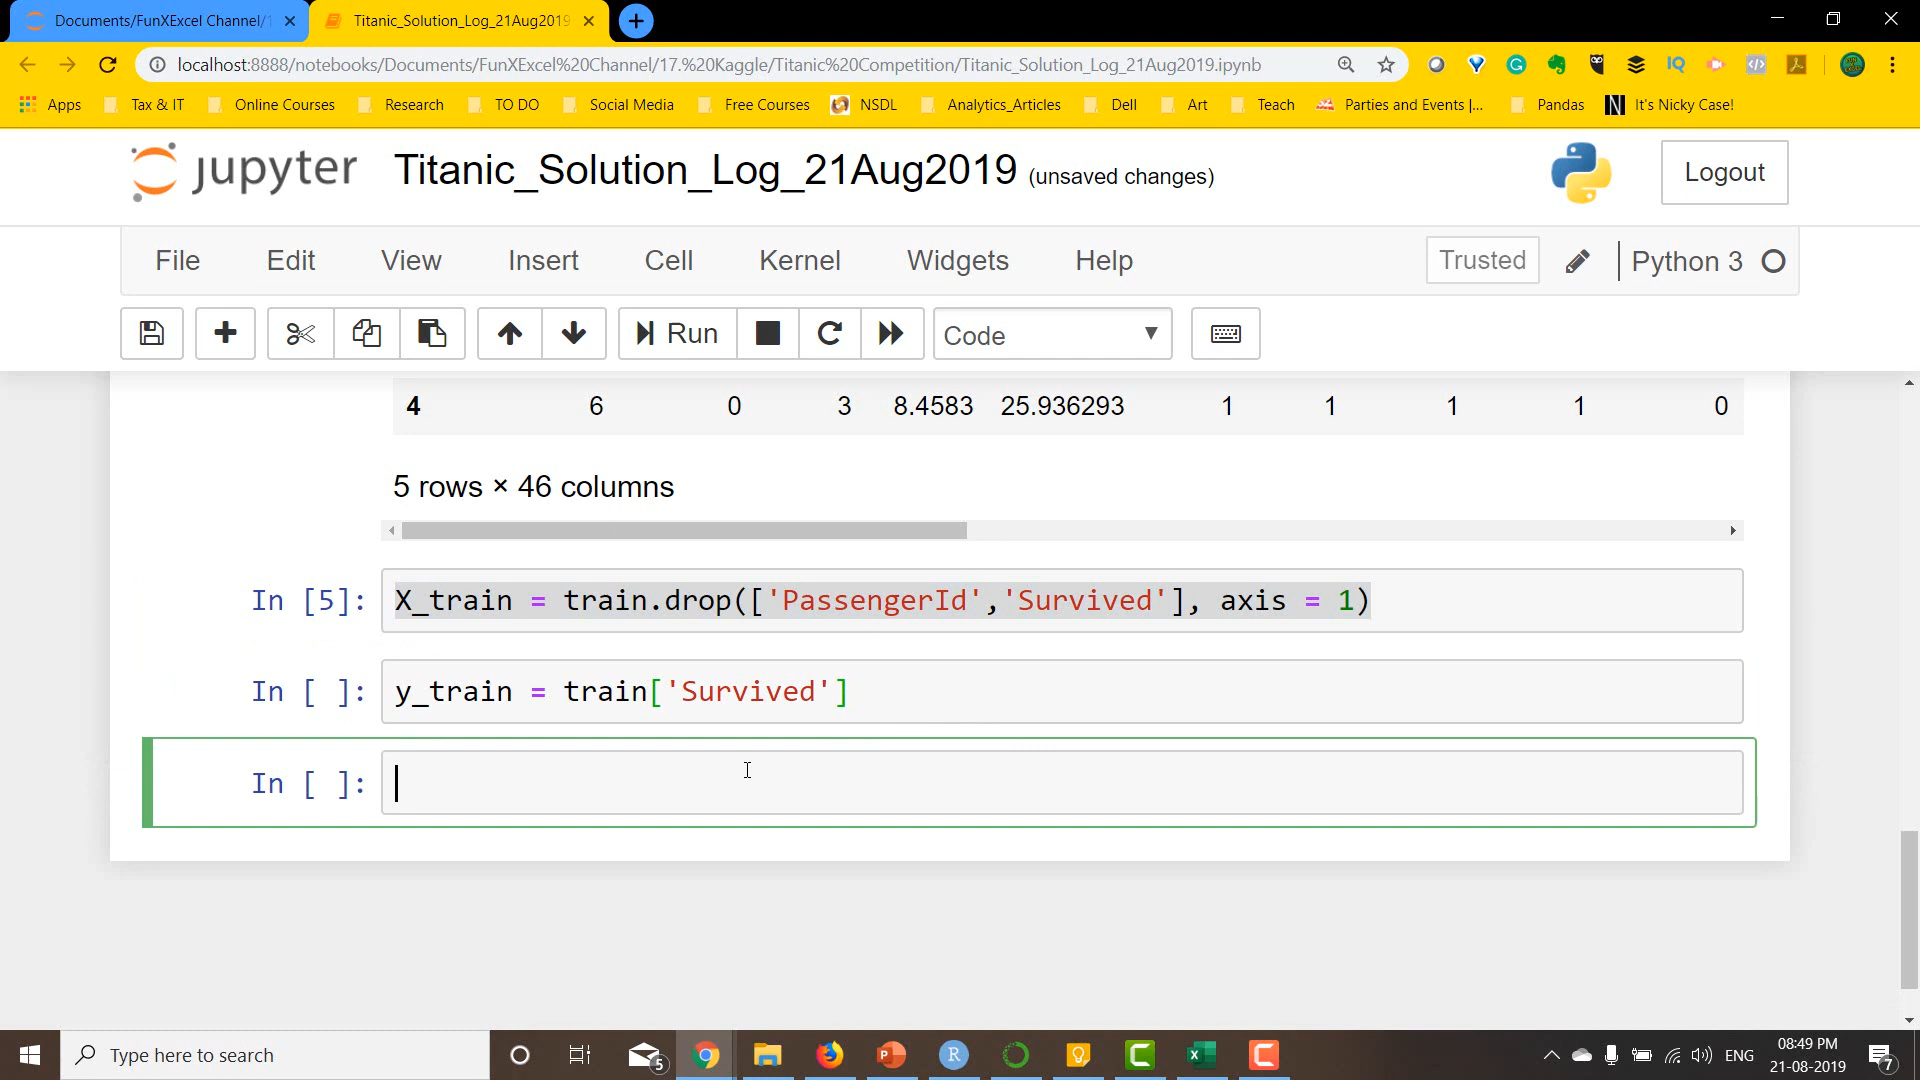 Documents/FunXExcel Channel/1
Titanic_Solution_Log_21Aug2019
localhost:8888/notebooks/Documents/FunXExcel%20Channel/17.%20Kaggle/Titanic%20Competition/Titanic_Solution_Log_21Aug2019.ipynb
Apps Tax & IT Online Courses Research TO DO Social Media Free Courses NSDL Analytics_Articles Dell Art Teach Parties and Events |... Pandas It's Nicky Case!
jupyter Titanic_Solution_Log_21Aug2019 (unsaved changes) Logout
File Edit View Insert Cell Kernel Widgets Help Trusted Python 3
Run Code
4 6 0 3 8.4583 25.936293 1 1 1 1 0
5 rows × 46 columns
In [5]: X_train = train.drop(['PassengerId','Survived'], axis = 1)
In [ ]: y_train = train['Survived']
In [ ]:
Type here to search 5 ENG 08:49 PM
21-08-2019 7